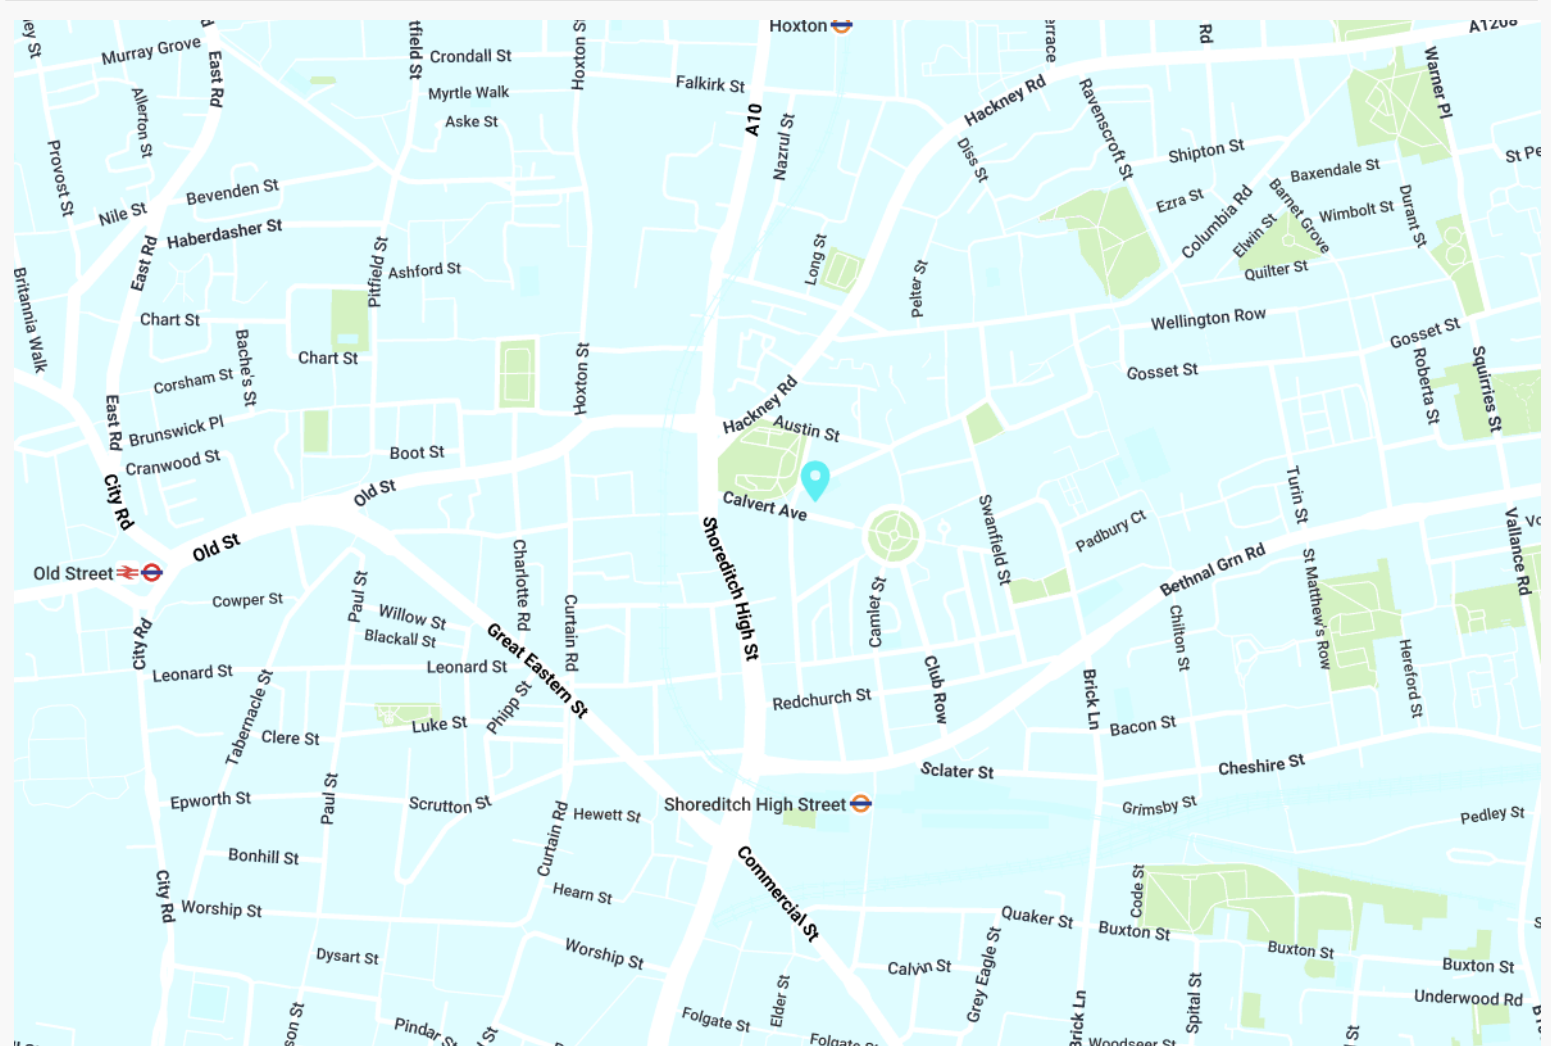 Hoxton
Murray Grove
East Rd
Crondall St
Hoxton St
Falkirk St
A10
Hackney Rd
Rd
A1208
Warner Pl
Myrtle Walk
Aske St
Allerton St
Provost St
Nazrul St
Diss St
Ravenscroft St
Shipton St
Baxendale St
Nile St
Bevenden St
Haberdasher St
East Rd
Pitfield St
Ashford St
Long St
Pelter St
Ezra St
Columbia Rd
Barnet Grove
Elwin St
Wimbolt St
Durant St
Quilter St
Britannia Walk
Chart St
Bache's St
Chart St
Corsham St
Hoxton St
Wellington Row
Gosset St
Gosset St
Roberta St
Squirries St
East Rd
Brunswick Pl
Cranwood St
Boot St
Hackney Rd
Austin St
City Rd
Old St
Old St
Calvert Ave
Shoreditch High St
Swanfield St
Padbury Ct
Turin St
Bethnal Grn Rd
Vallance Rd
Old Street
Cowper St
Paul St
Willow St
Blackall St
Charlotte Rd
Curtain Rd
Camlet St
Chilton St
St Matthew's Row
Hereford St
City Rd
Leonard St
Leonard St
Great Eastern St
Tabernacle St
Phipp St
Luke St
Clere St
Redchurch St
Club Row
Brick Ln
Bacon St
Sclater St
Cheshire St
Epworth St
Paul St
Scrutton St
Curtain Rd
Hewett St
Shoreditch High Street
Grimsby St
Pedley St
Bonhill St
Commercial St
City Rd
Worship St
Hearn St
Worship St
Code St
Quaker St
Buxton St
Buxton St
Buxton St
Dysart St
Calvin St
Grey Eagle St
Elder St
Brick Ln
Spital St
Underwood Rd
Pindar St
Folgate St
Folgate St
Woodseer St